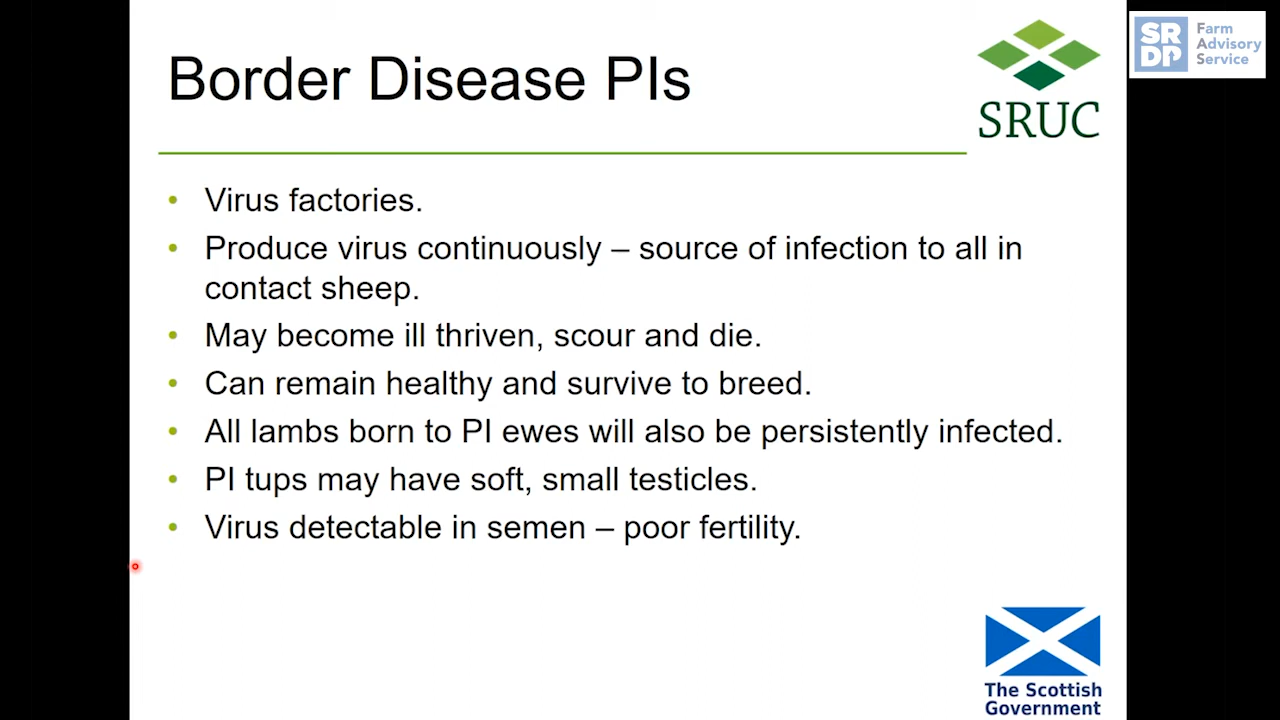 Border Disease PIs
SRUC
SRDP
Farm
Advisory
Service
• Virus factories.
• Produce virus continuously – source of infection to all in
contact sheep.
• May become ill thriven, scour and die.
• Can remain healthy and survive to breed.
• All lambs born to PI ewes will also be persistently infected.
• PI tups may have soft, small testicles.
• Virus detectable in semen – poor fertility.
The Scottish
Government